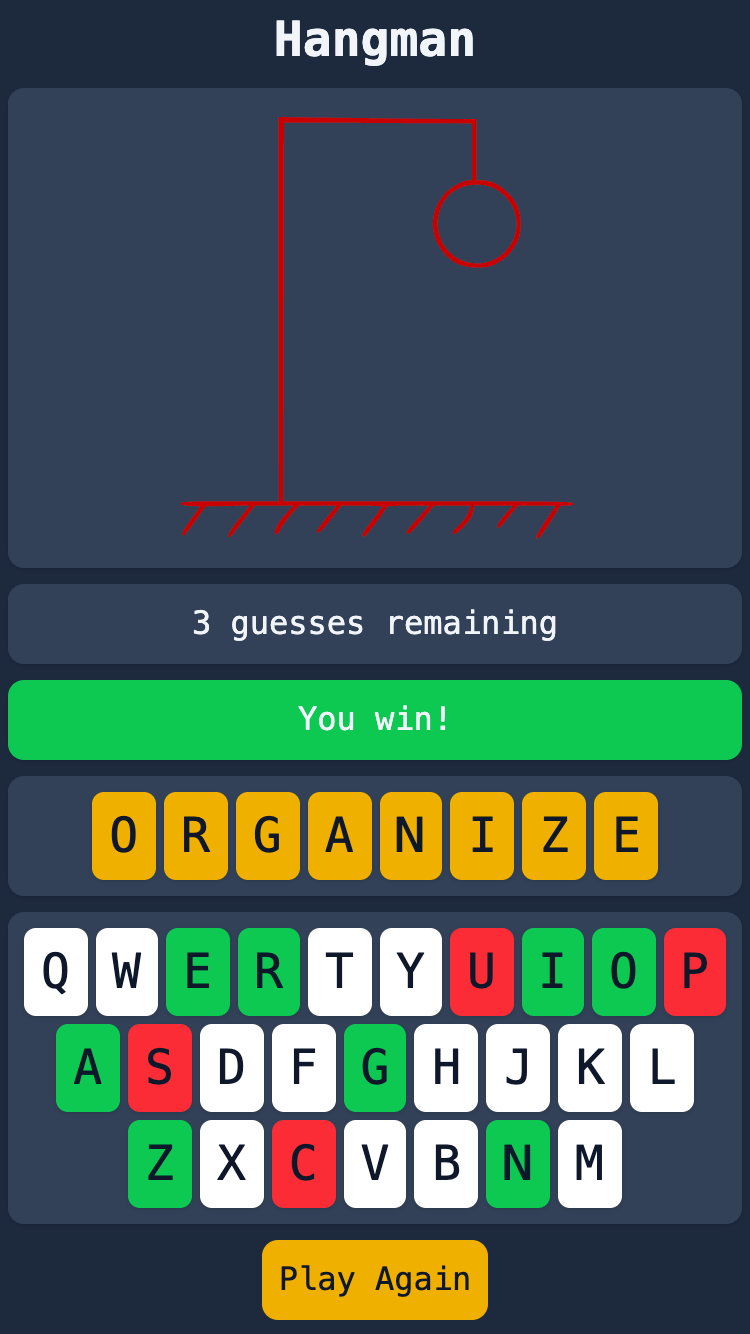 Hangman
3 guesses remaining
You win!
O R G A N I Z E
Q W E R T Y U I O P
A S D F G H J K L
Z X C V B N M
Play Again